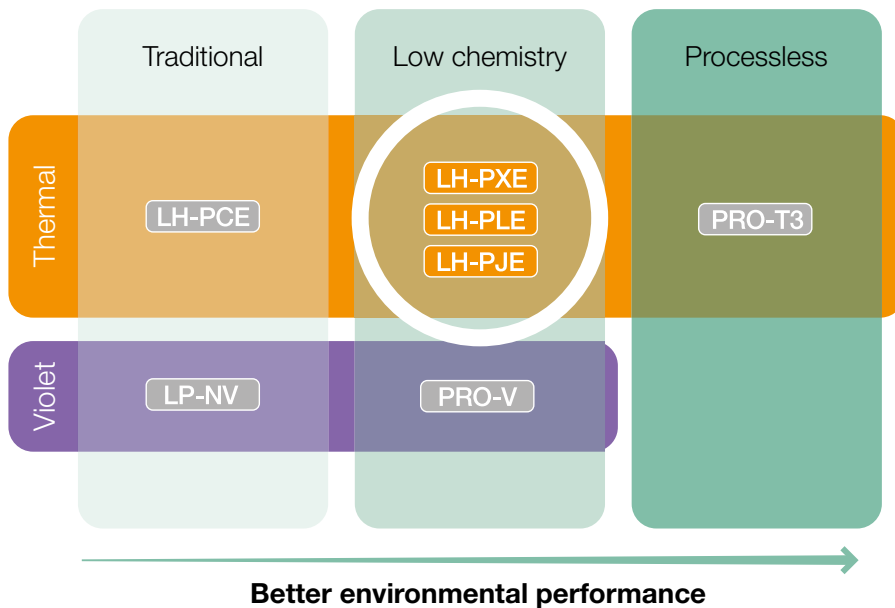 Traditional
Low chemistry
Processless
Thermal
LH-PCE
LH-PXE
LH-PLE
LH-PJE
PRO-T3
Violet
LP-NV
PRO-V
Better environmental performance